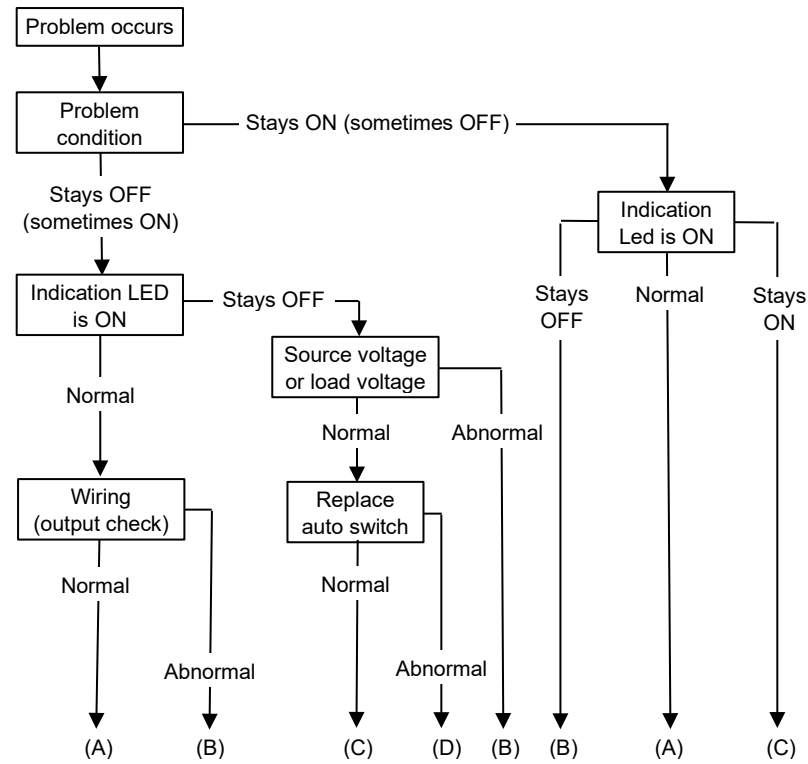 Problem occurs
Problem
condition
Stays ON (sometimes OFF)
Stays OFF
(sometimes ON)
Indication
Led is ON
Indication LED
is ON
Stays OFF
Stays
OFF
Normal
Stays
ON
Source voltage
or load voltage
Normal
Normal
Abnormal
Wiring
(output check)
Replace
auto switch
Normal
Normal
Abnormal
Abnormal
(A)
(B)
(C)
(D)
(B)
(B)
(A)
(C)